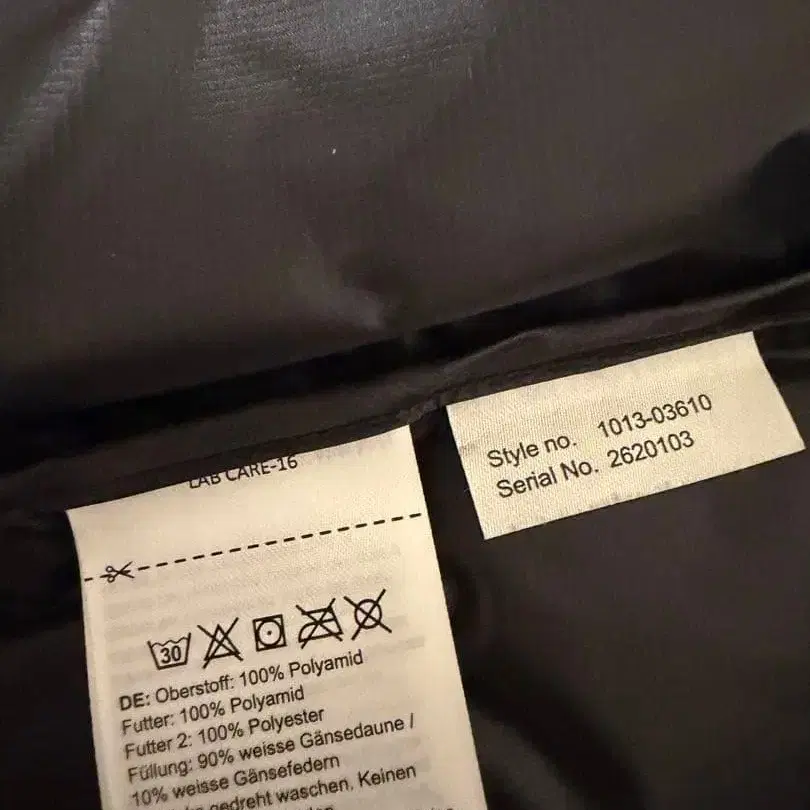 LAB CARE-16
30
DE: Oberstoff: 100% Polyamid
Futter: 100% Polyamid
Futter 2: 100% Polyester
Füllung: 90% weisse Gänsedaune /
10% weisse Gänsefedern
gedreht waschen, Keinen
Style no. 1013-03610
Serial No. 2620103